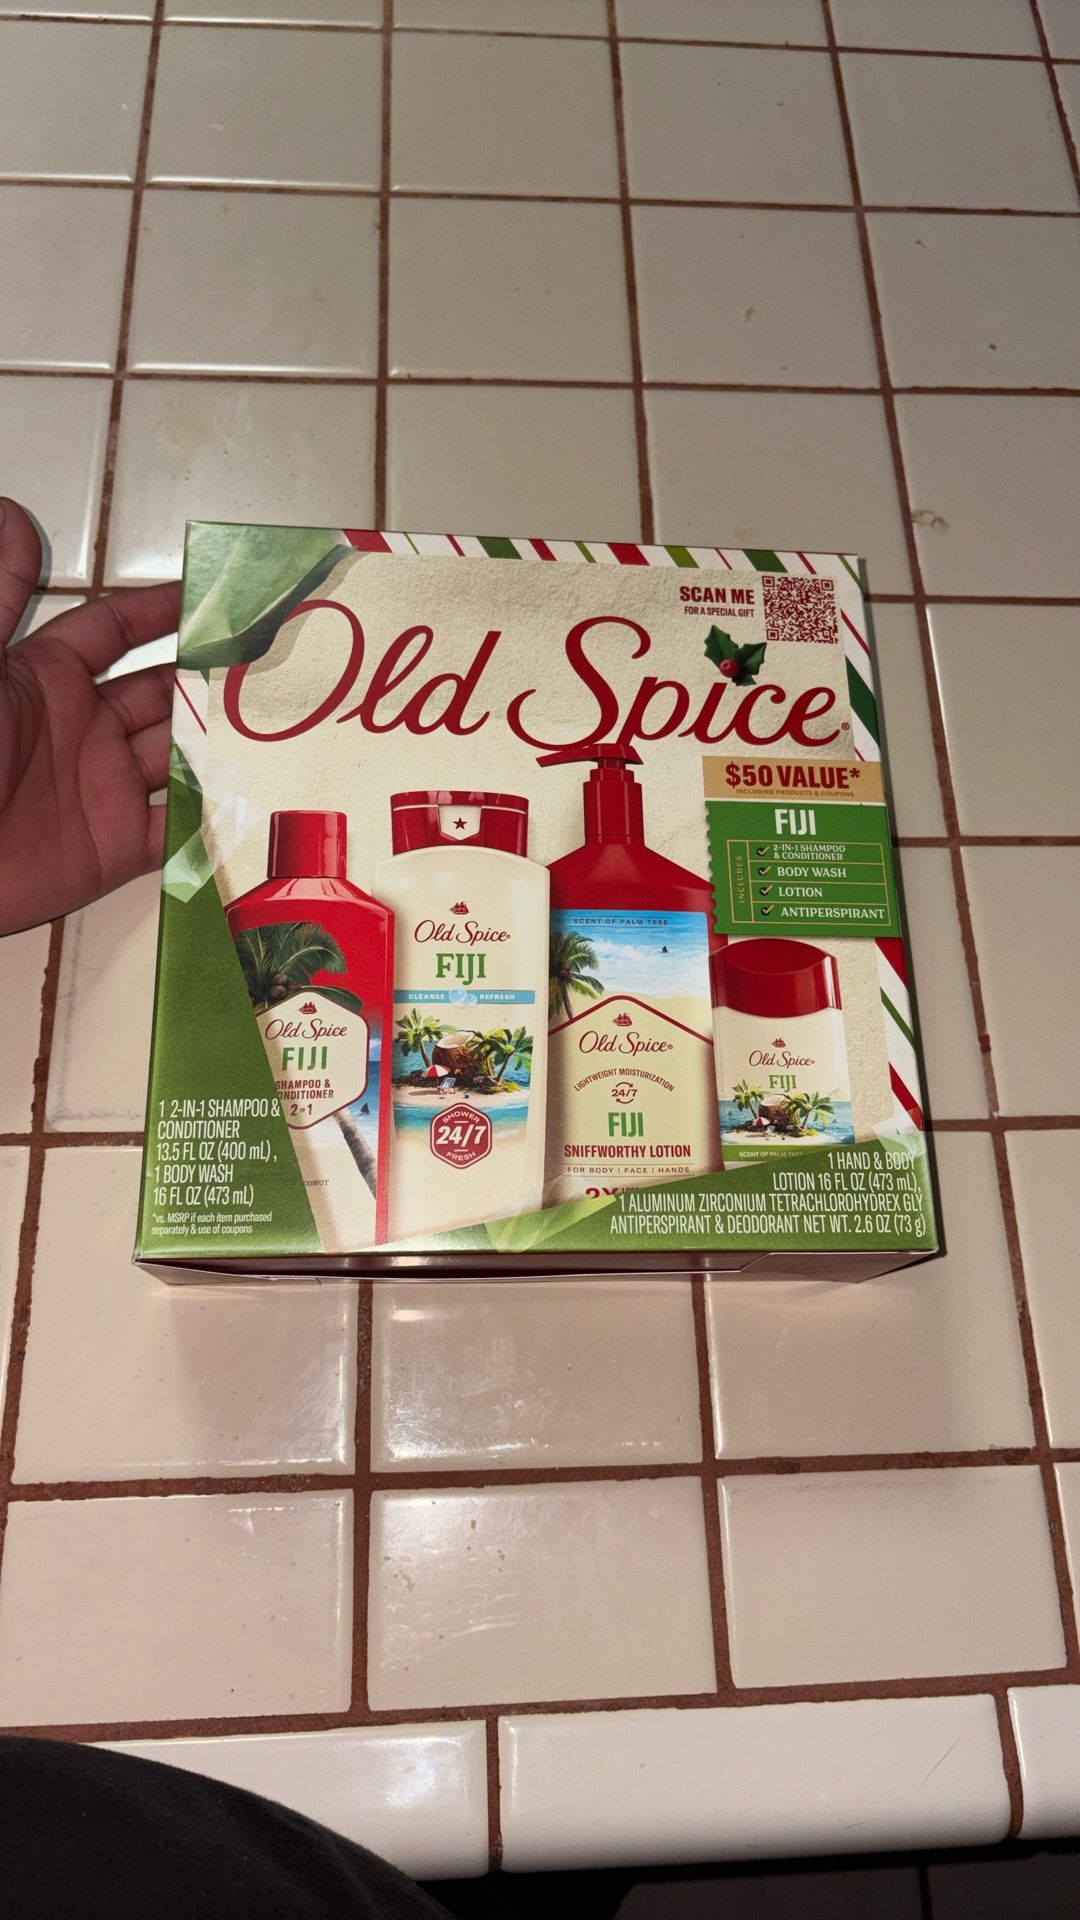 SCAN ME
FOR A SPECIAL GIFT
Old Spice®
$50 VALUE*
INCLUDING PRODUCTS & COUPONS
FIJI
INCLUDES
2-IN-1 SHAMPOO
& CONDITIONER
BODY WASH
LOTION
ANTIPERSPIRANT
Old Spice
FIJI
SHAMPOO &
ONDITIONER
2 IN 1
CONUT
Old Spice®
FIJI
CLEANSE REFRESH
SHOWER
24/7
FRESH
SCENT OF PALM TREE
Old Spice®
LIGHTWEIGHT MOISTURIZATION
24/7
FIJI
SNIFFWORTHY LOTION
FOR BODY | FACE | HANDS
2X
Old Spice®
FIJI
SCENT OF PALM TREE
1 2-IN-1 SHAMPOO &
CONDITIONER
13.5 FL OZ (400 mL),
1 BODY WASH
16 FL OZ (473 mL)
*vs. MSRP if each item purchased
separately & use of coupons
1 HAND & BODY
LOTION 16 FL OZ (473 mL),
1 ALUMINUM ZIRCONIUM TETRACHLOROHYDREX GLY
ANTIPERSPIRANT & DEODORANT NET WT. 2.6 OZ (73 g)